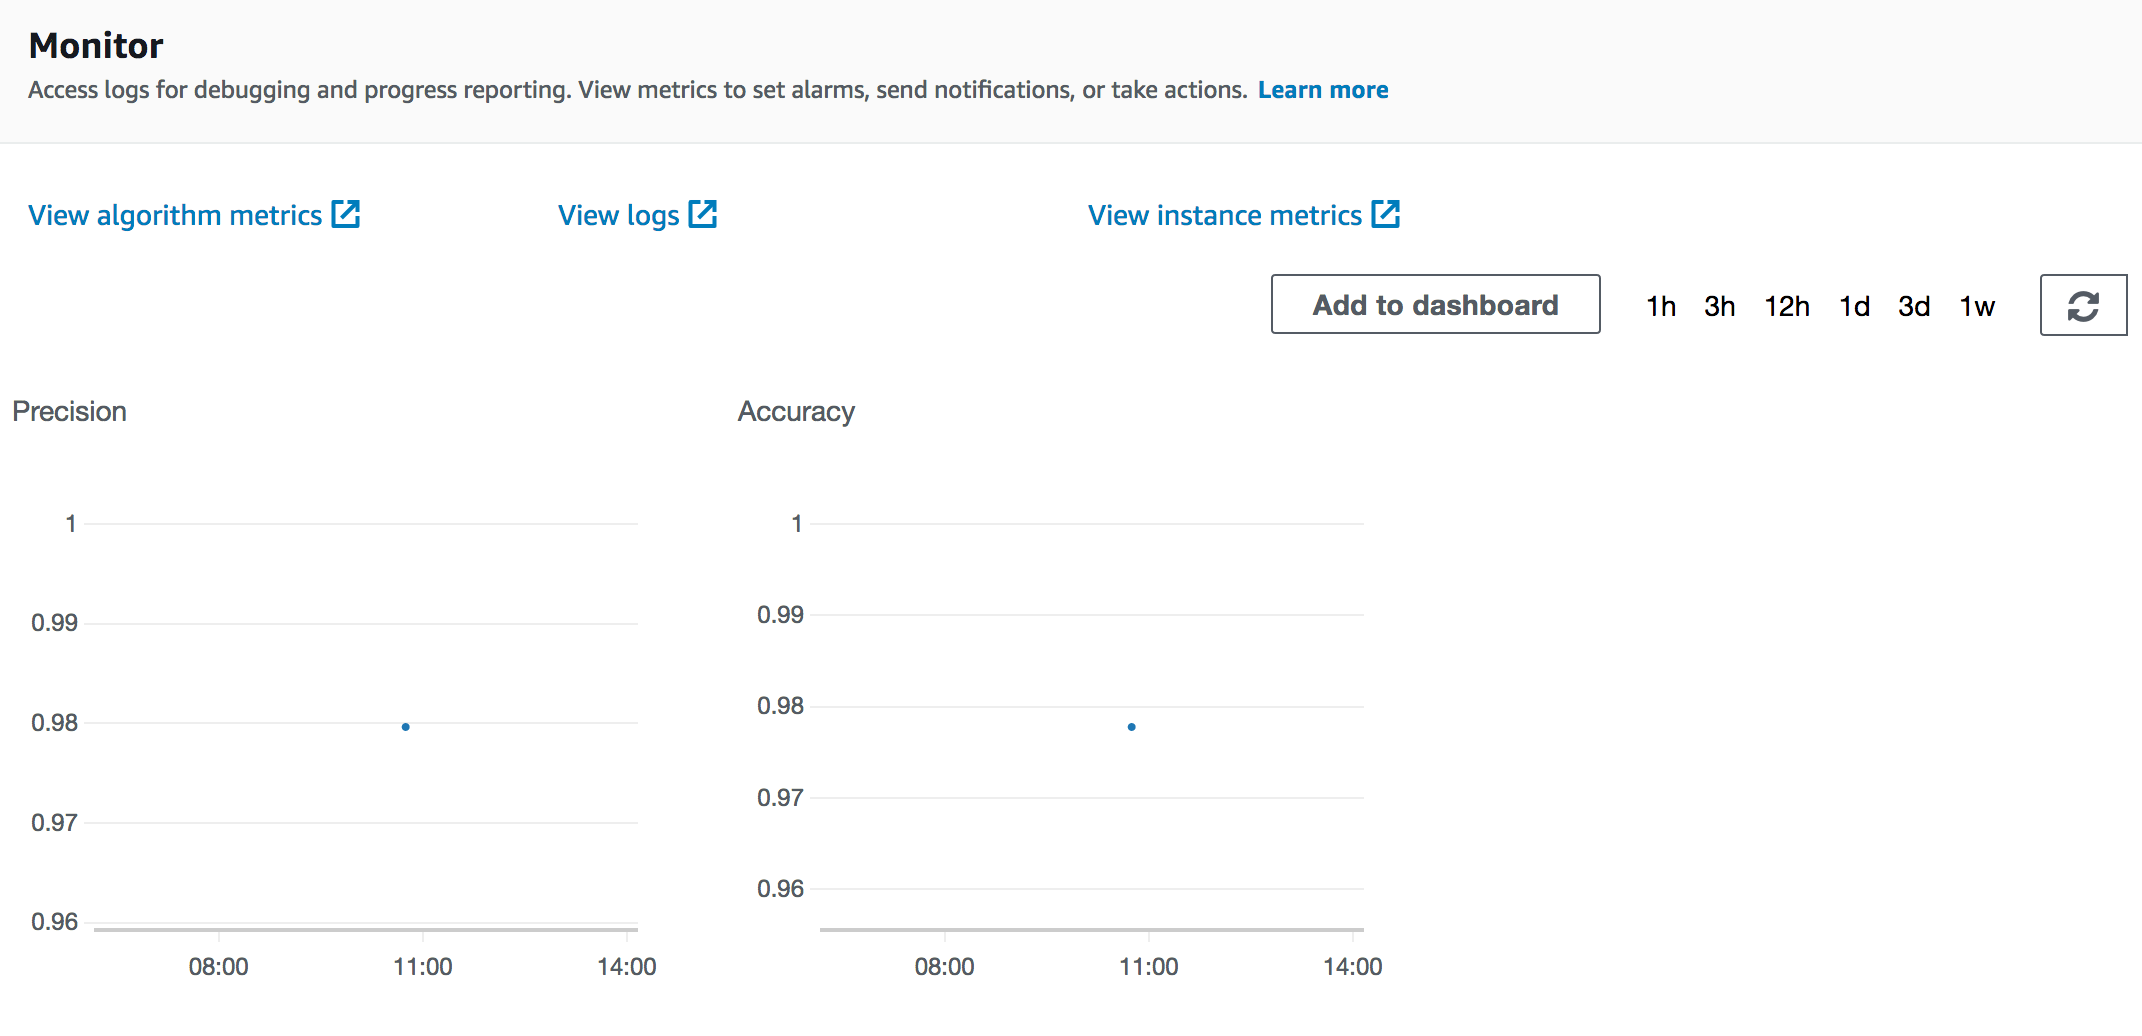 Monitor
Access logs for debugging and progress reporting. View metrics to set alarms, send notifications, or take actions. Learn more
View algorithm metrics View logs View instance metrics
Add to dashboard 1h 3h 12h 1d 3d 1w
Precision
1
0.99
0.98
0.97
0.96
08:00 11:00 14:00
Accuracy
1
0.99
0.98
0.97
0.96
08:00 11:00 14:00